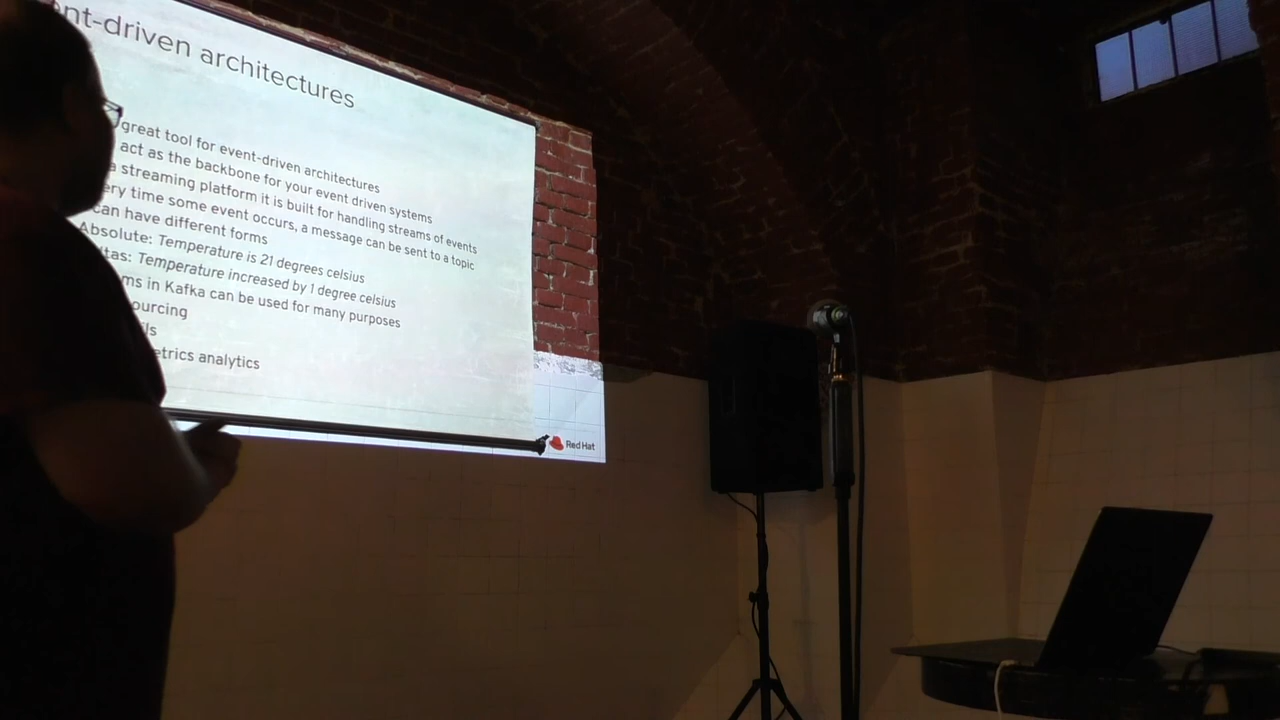 nt-driven architectures
great tool for event-driven architectures
act as the backbone for your event driven systems
a streaming platform it is built for handling streams of events
ery time some event occurs, a message can be sent to a topic
can have different forms
Absolute: Temperature is 21 degrees celsius
ltas: Temperature increased by 1 degree celsius
ms in Kafka can be used for many purposes
ourcing
ils
etrics analytics
Red Hat